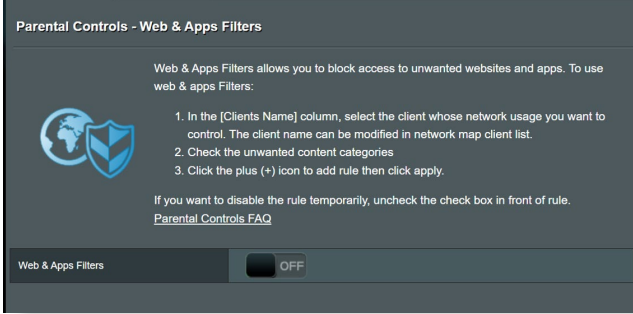 Parental Controls - Web & Apps Filters
Web & Apps Filters allows you to block access to unwanted websites and apps. To use
web & apps Filters:
1. In the [Clients Name] column, select the client whose network usage you want to
control. The client name can be modified in network map client list.
2. Check the unwanted content categories
3. Click the plus (+) icon to add rule then click apply.
If you want to disable the rule temporarily, uncheck the check box in front of rule.
Parental Controls FAQ
Web & Apps Filters
OFF